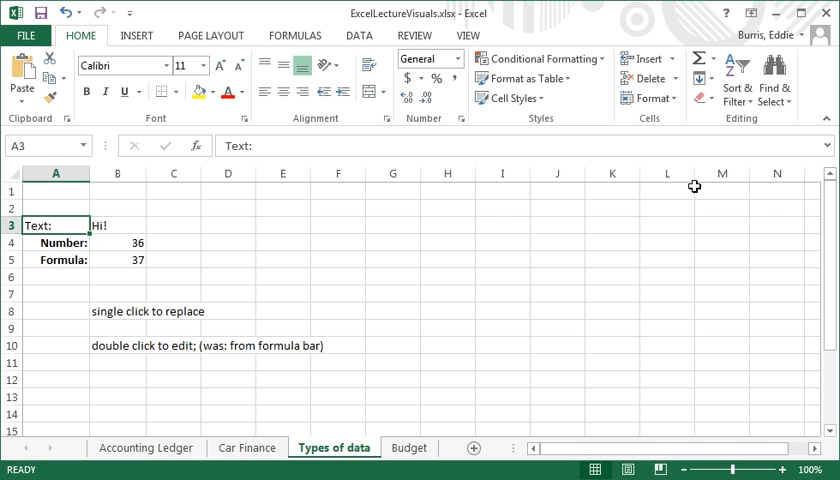 ExcelLectureVisuals.xlsx - Excel
FILE HOME INSERT PAGE LAYOUT FORMULAS DATA REVIEW VIEW Burris, Eddie
Paste
Calibri 11
B I U
General
$ % ,
Conditional Formatting
Format as Table
Cell Styles
Insert
Delete
Format
Sort & Filter
Find & Select
Clipboard Font Alignment Number Styles Cells Editing
A3 fx Text:
A B C D E F G H I J K L M N
1
2
3 Text: Hi!
4 Number: 36
5 Formula: 37
6
7
8 single click to replace
9
10 double click to edit; (was: from formula bar)
11
12
13
14
15
Accounting Ledger Car Finance Types of data Budget
READY 100%